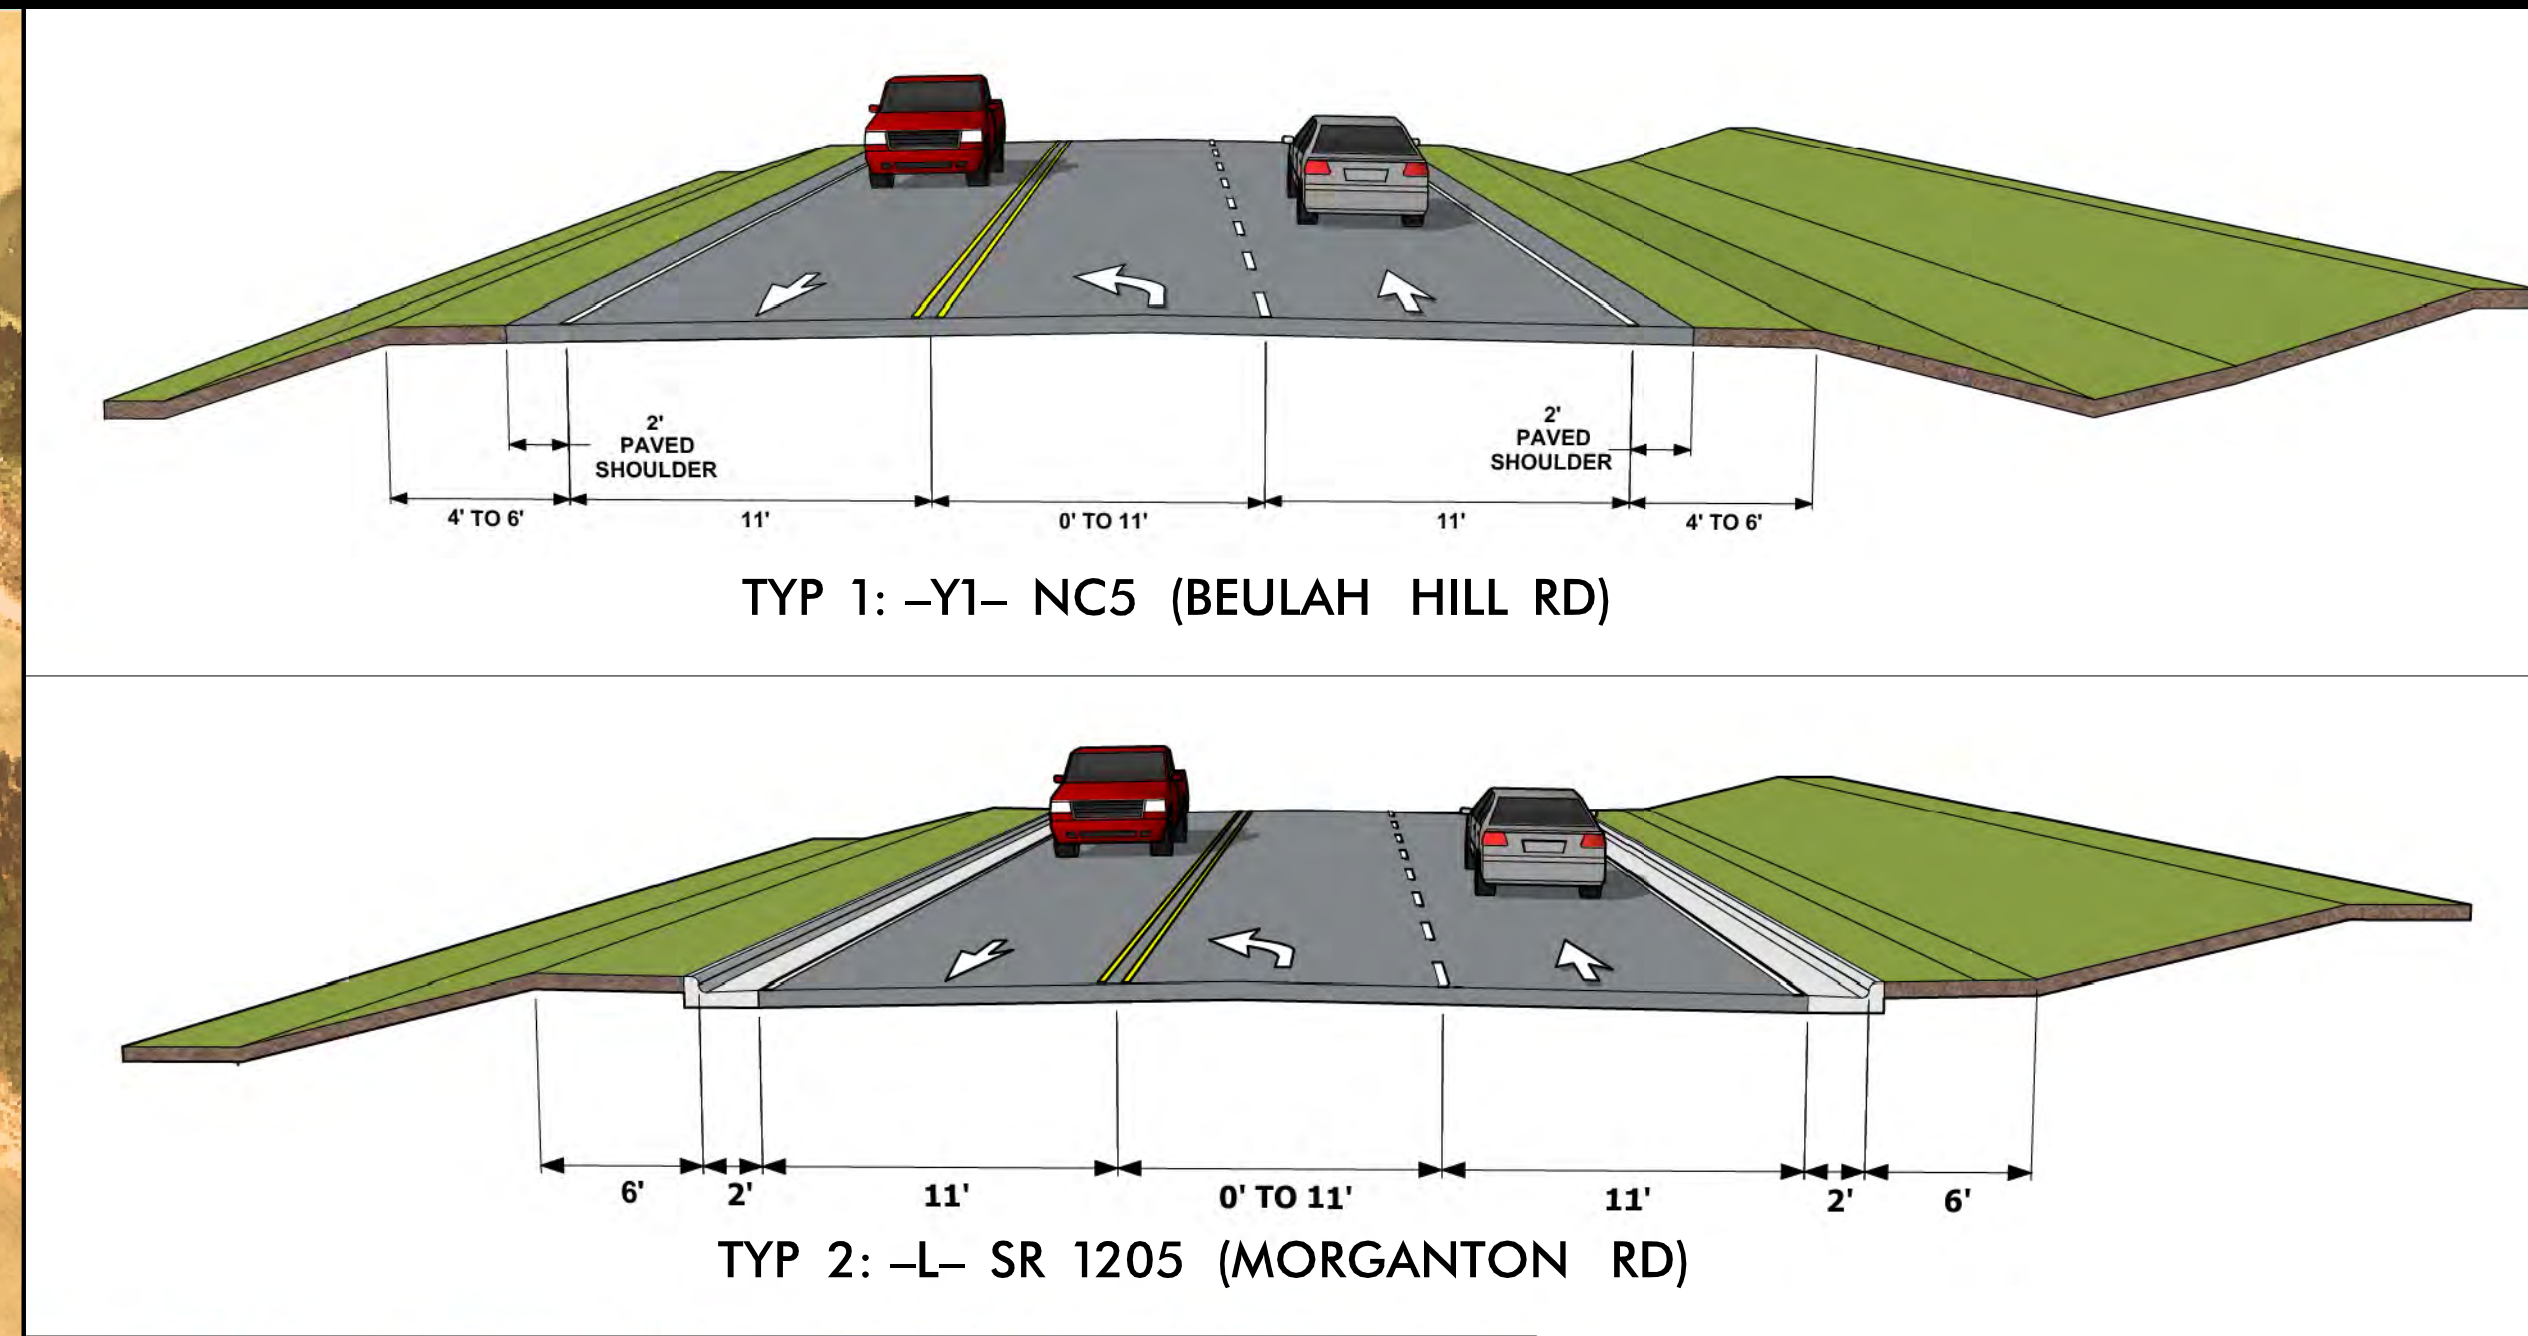 2'
PAVED
SHOULDER
2'
PAVED
SHOULDER
4' TO 6'
11'
0' TO 11'
11'
4' TO 6'
TYP 1: –Y1– NC5 (BEULAH HILL RD)
6'
2'
11'
0' TO 11'
11'
2'
6'
TYP 2: –L– SR 1205 (MORGANTON RD)